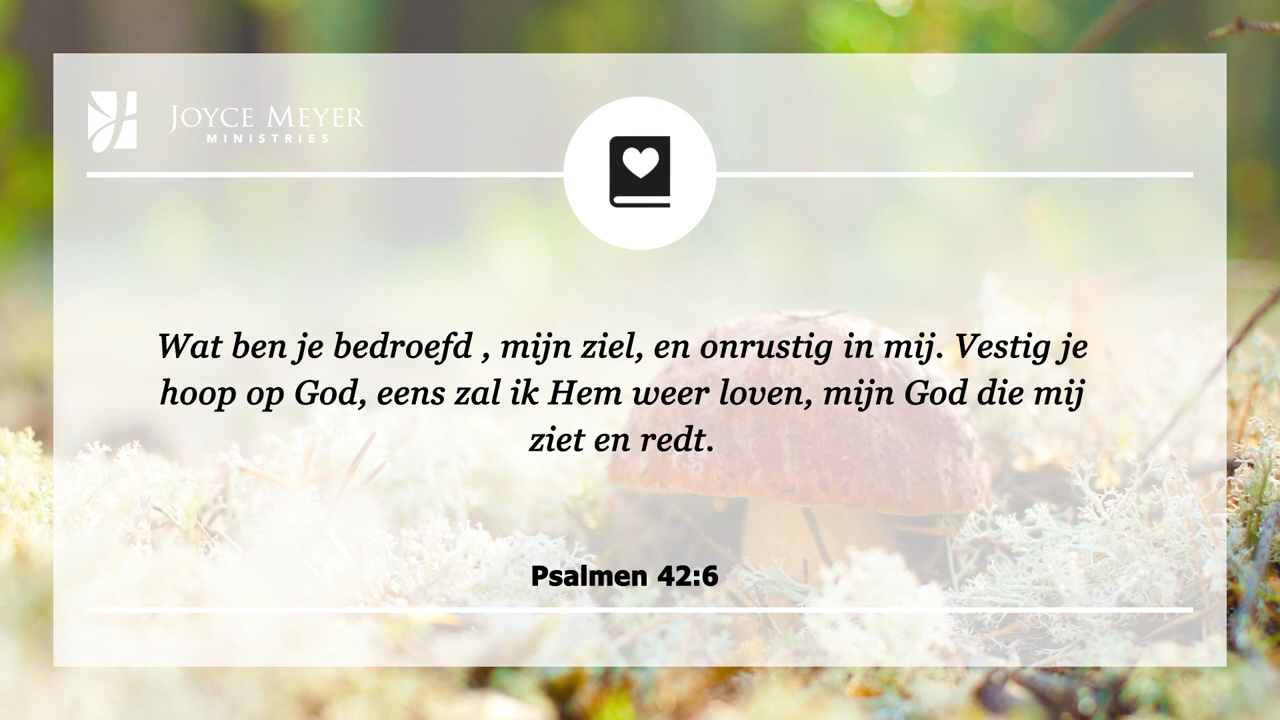 JOYCE MEYER
MINISTRIES
Wat ben je bedroefd , mijn ziel, en onrustig in mij. Vestig je
hoop op God, eens zal ik Hem weer loven, mijn God die mij
ziet en redt.
Psalmen 42:6